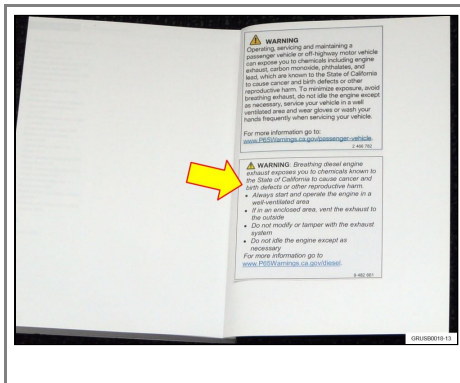 WARNING
Operating, servicing and maintaining a
passenger vehicle or off-highway motor vehicle
can expose you to chemicals including engine
exhaust, carbon monoxide, phthalates, and
lead, which are known to the State of California
to cause cancer and birth defects or other
reproductive harm. To minimize exposure, avoid
breathing exhaust, do not idle the engine except
as necessary, service your vehicle in a well
ventilated area and wear gloves or wash your
hands frequently when servicing your vehicle.
For more information go to:
www.P65Warnings.ca.gov/passenger-vehicle.
WARNING: Breathing diesel engine
exhaust exposes you to chemicals known to
the State of California to cause cancer and
birth defects or other reproductive harm.
• Always start and operate the engine in a
well-ventilated area
• If in an enclosed area, vent the exhaust to
the outside
• Do not modify or tamper with the exhaust
system
• Do not idle the engine except as
necessary
For more information go to
www.P65Warnings.ca.gov/diesel.
GRUSB0018-13